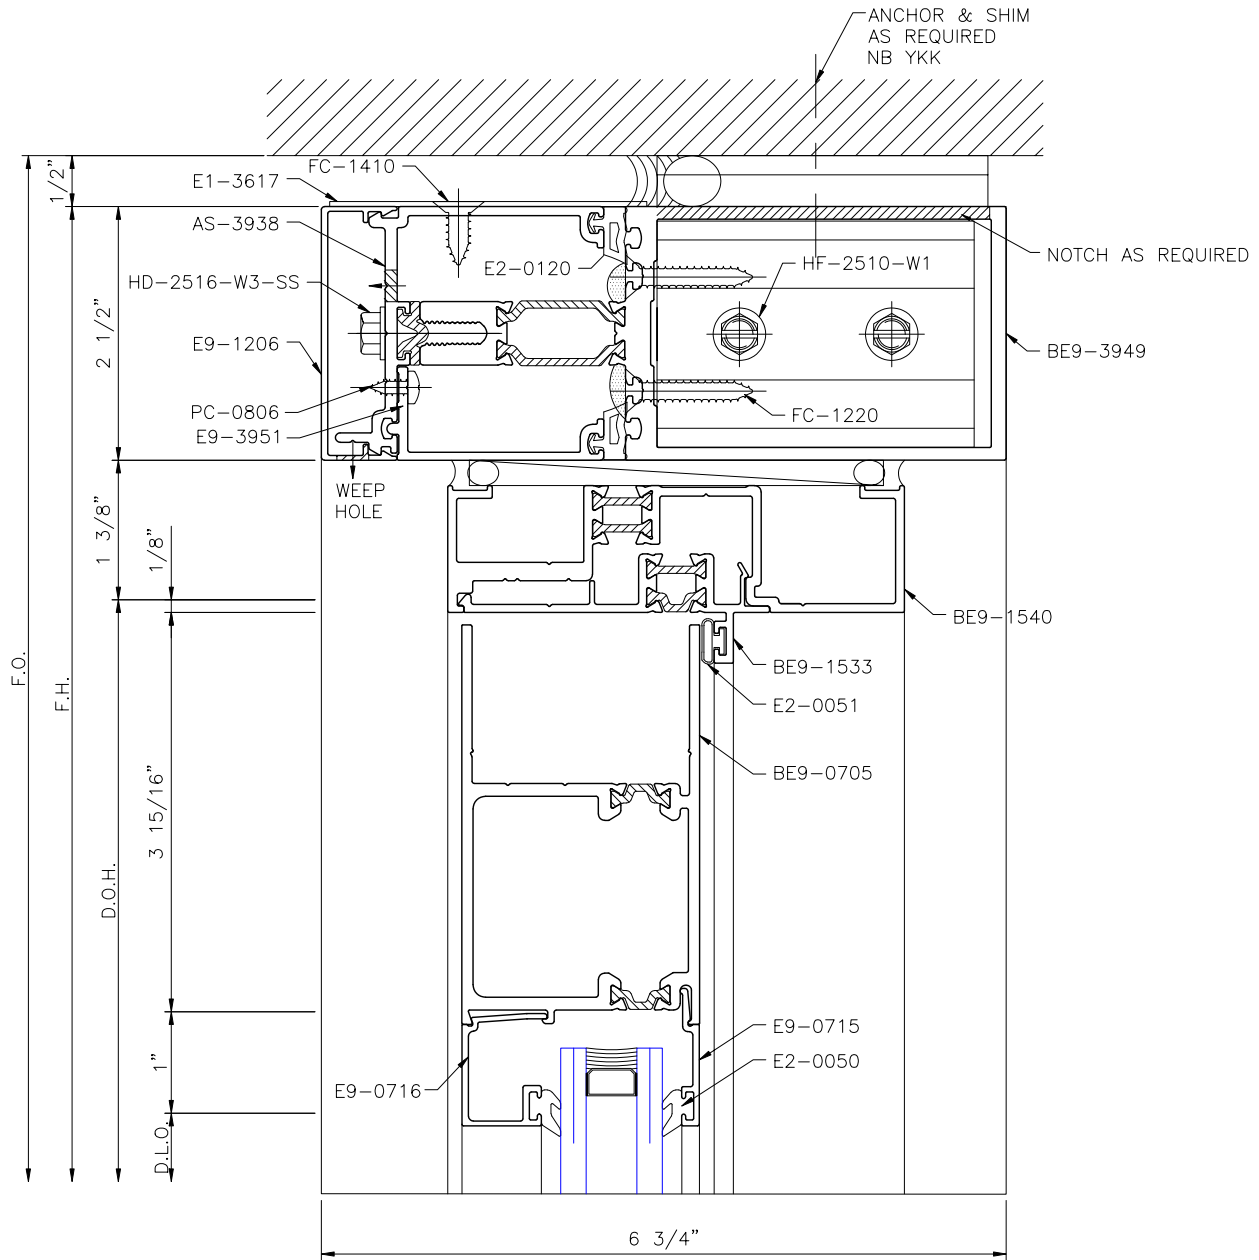 ANCHOR & SHIM
AS REQUIRED
NB YKK
1/2"
FC-1410
E1-3617
AS-3938
E2-0120
HF-2510-W1
NOTCH AS REQUIRED
HD-2516-W3-SS
2 1/2"
E9-1206
BE9-3949
PC-0806
FC-1220
E9-3951
WEEP
HOLE
1 3/8"
1/8"
BE9-1540
F.O.
F.H.
BE9-1533
E2-0051
BE9-0705
3 15/16"
D.O.H.
E9-0715
1"
E2-0050
E9-0716
D.L.O.
6 3/4"